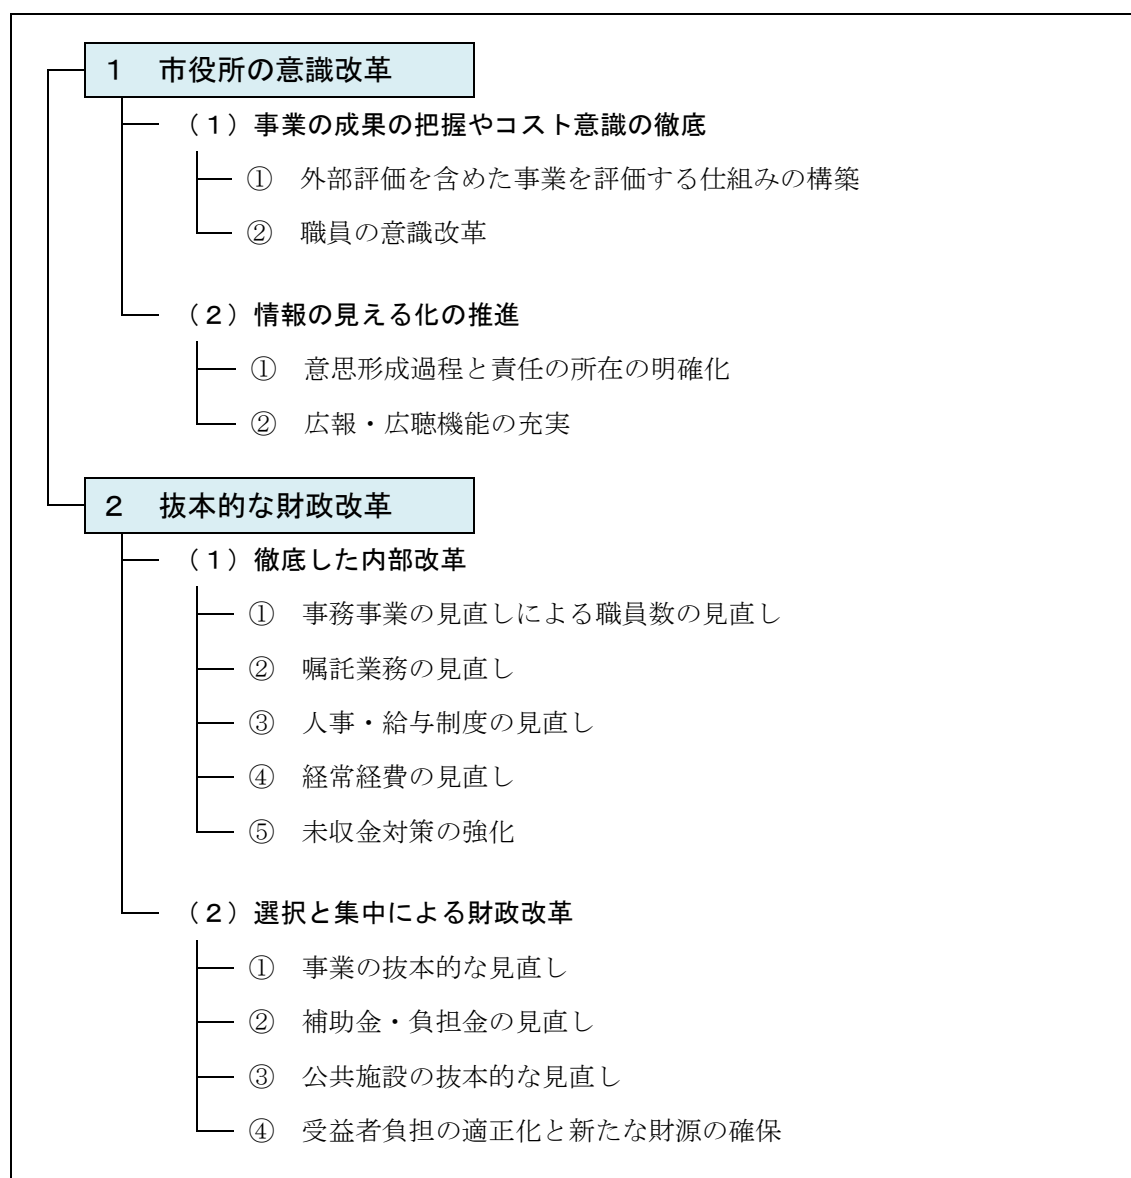 １　市役所の意識改革
（１）事業の成果の把握やコスト意識の徹底
①　外部評価を含めた事業を評価する仕組みの構築
②　職員の意識改革
（２）情報の見える化の推進
①　意思形成過程と責任の所在の明確化
②　広報・広聴機能の充実
２　抜本的な財政改革
（１）徹底した内部改革
①　事務事業の見直しによる職員数の見直し
②　嘱託業務の見直し
③　人事・給与制度の見直し
④　経常経費の見直し
⑤　未収金対策の強化
（２）選択と集中による財政改革
①　事業の抜本的な見直し
②　補助金・負担金の見直し
③　公共施設の抜本的な見直し
④　受益者負担の適正化と新たな財源の確保